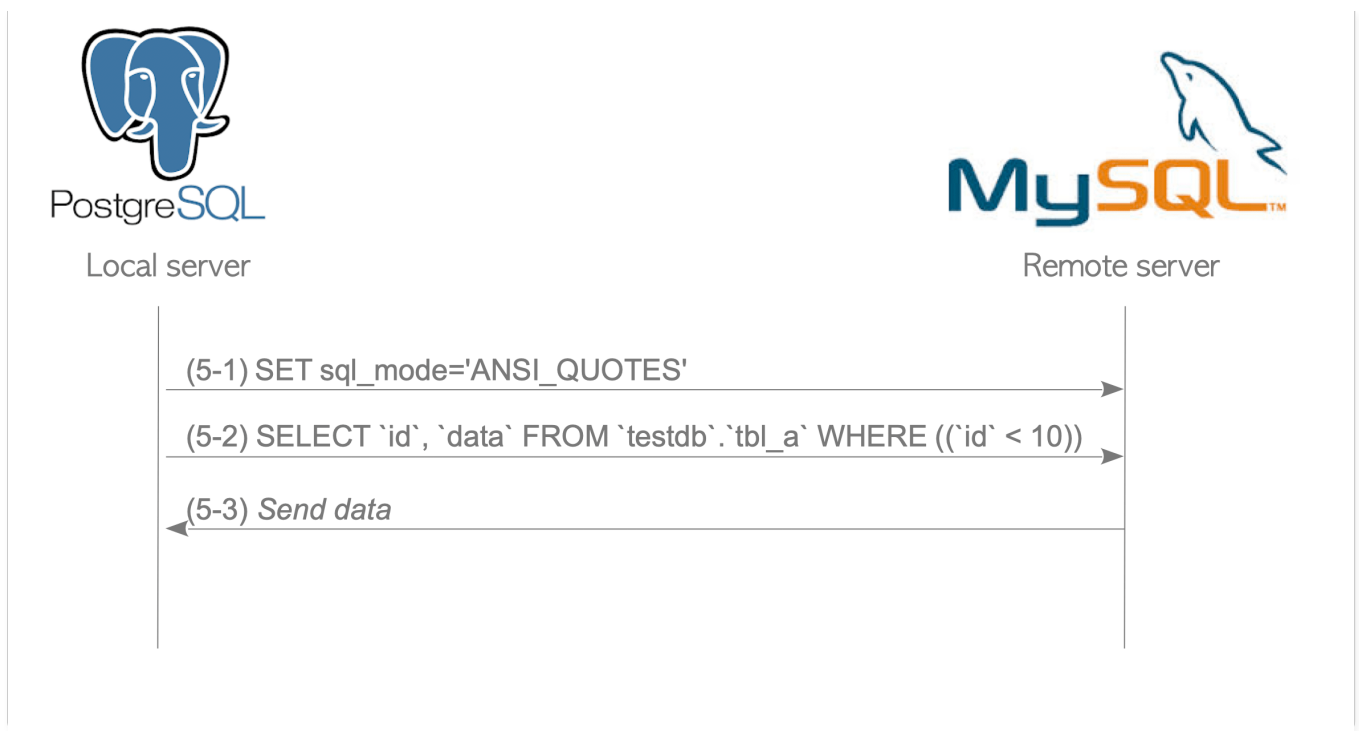 PostgreSQL
MySQL™
Local server
Remote server
(5-1) SET sql_mode='ANSI_QUOTES'
(5-2) SELECT `id`, `data` FROM `testdb`.`tbl_a` WHERE ((`id` < 10))
(5-3) Send data